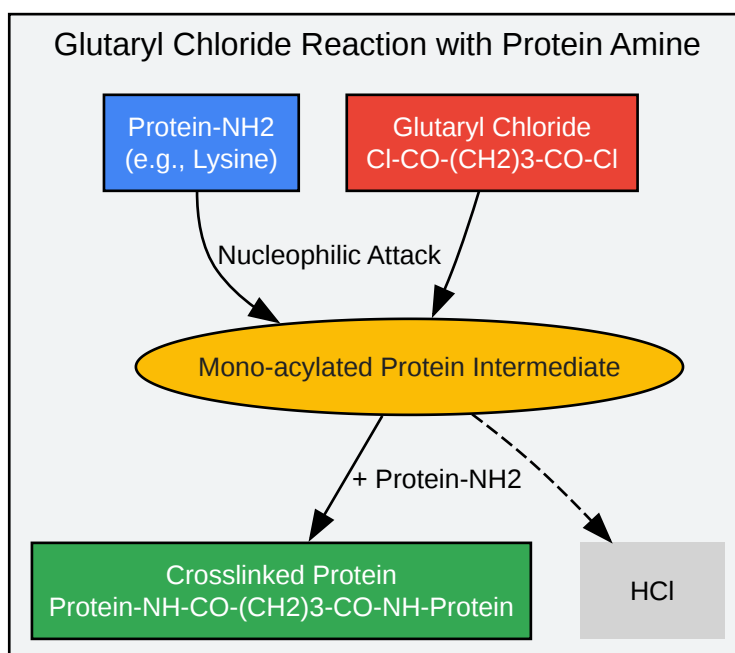 Glutaryl Chloride Reaction with Protein Amine
Protein-NH2
(e.g., Lysine)
Glutaryl Chloride
Cl-CO-(CH2)3-CO-Cl
Nucleophilic Attack
Mono-acylated Protein Intermediate
+ Protein-NH2
Crosslinked Protein
Protein-NH-CO-(CH2)3-CO-NH-Protein
HCl